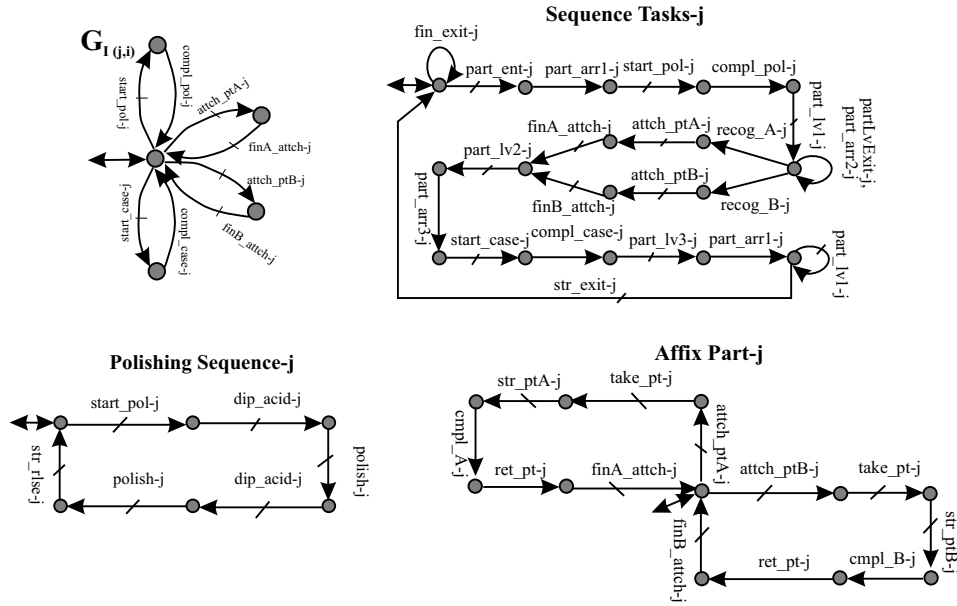 Sequence Tasks-j
G I (j,i)
fin_exit-j
part_ent-j
part_arr1-j
start_pol-j
compl_pol-j
part_lv1-j
partLvExit-j,
part_arr2-j
recog_A-j
attch_ptA-j
finA_attch-j
part_lv2-j
recog_B-j
attch_ptB-j
finB_attch-j
part_arr3-j
start_case-j
compl_case-j
part_lv3-j
part_arr1-j
part_lv1-j
str_exit-j
start_pol-j
compl_pol-j
attch_ptA-j
finA_attch-j
attch_ptB-j
finB_attch-j
start_case-j
compl_case-j
Polishing Sequence-j
start_pol-j
dip_acid-j
polish-j
dip_acid-j
polish-j
str_rlse-j
Affix Part-j
take_pt-j
str_ptA-j
cmpl_A-j
ret_pt-j
finA_attch-j
attch_ptA-j
attch_ptB-j
take_pt-j
str_ptB-j
cmpl_B-j
ret_pt-j
finB_attch-j